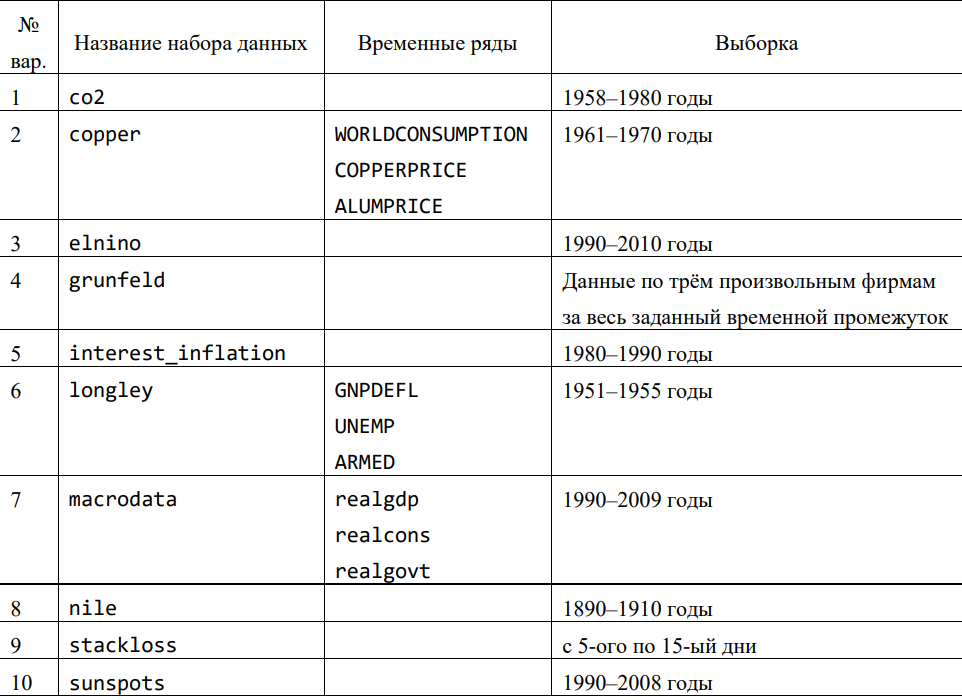 №
вар.
Название набора данных
Временные ряды
Выборка
1 co2 1958–1980 годы
2 copper WORLDCONSUMPTION 1961–1970 годы
COPPERPRICE
ALUMPRICE
3 elnino 1990–2010 годы
4 grunfeld Данные по трём произвольным фирмам
за весь заданный временной промежуток
5 interest_inflation 1980–1990 годы
6 longley GNPDEFL 1951–1955 годы
UNEMP
ARMED
7 macrodata realgdp 1990–2009 годы
realcons
realgovt
8 nile 1890–1910 годы
9 stackloss с 5-ого по 15-ый дни
10 sunspots 1990–2008 годы